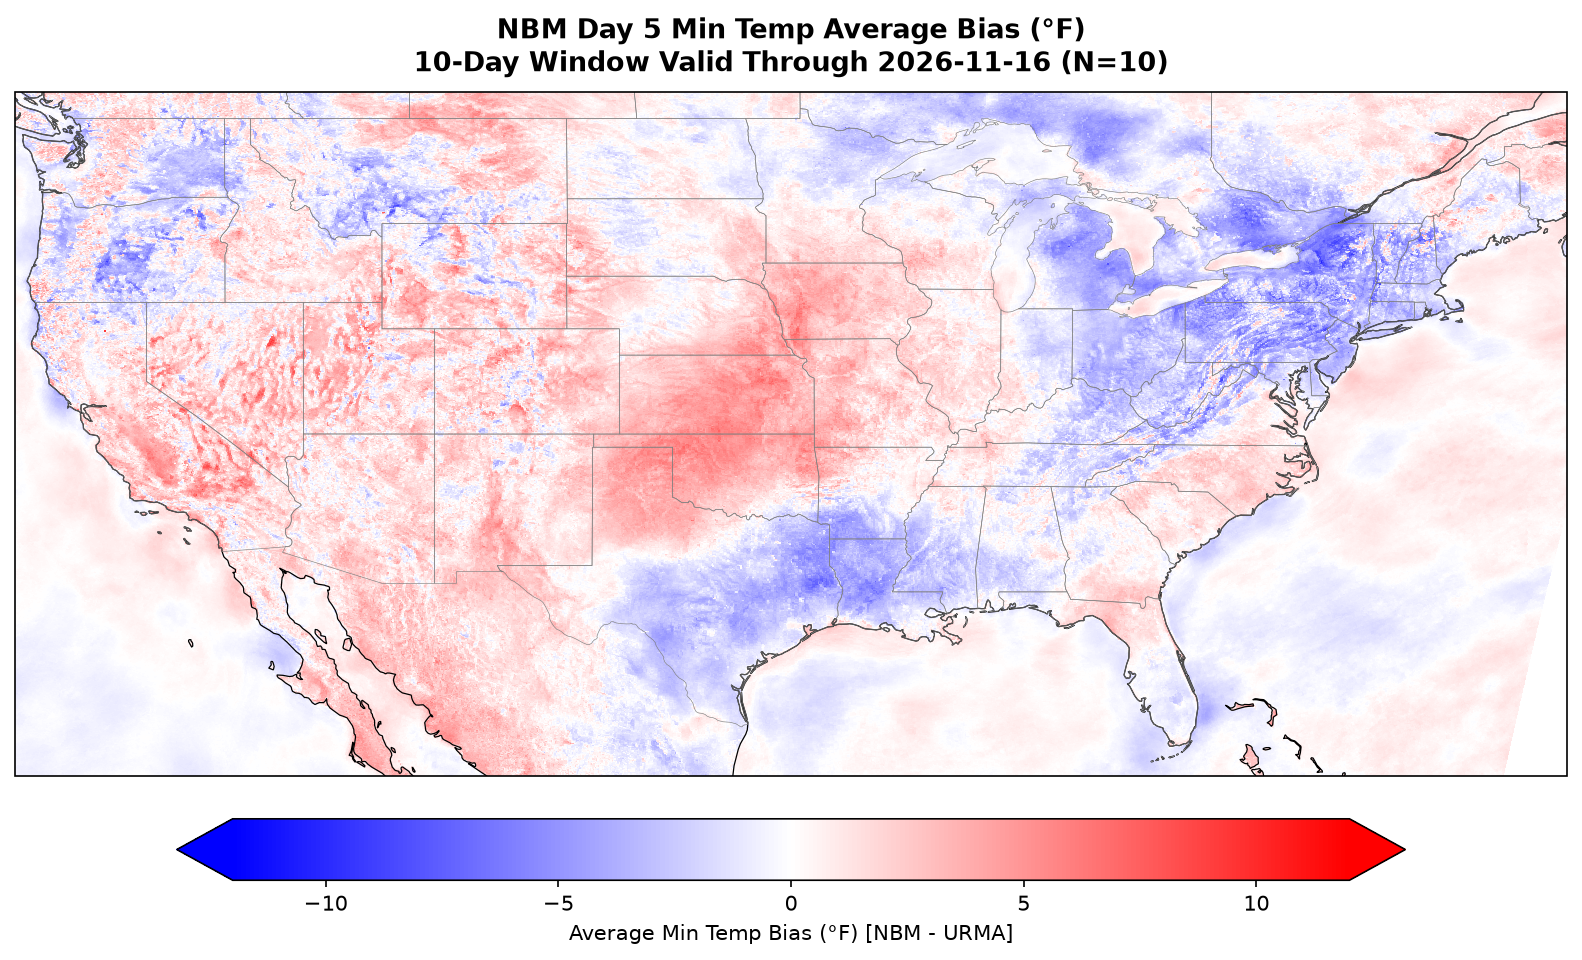 NBM Day 5 Min Temp Average Bias (°F)
10-Day Window Valid Through 2026-11-16 (N=10)
−10 −5 0 5 10
Average Min Temp Bias (°F) [NBM - URMA]